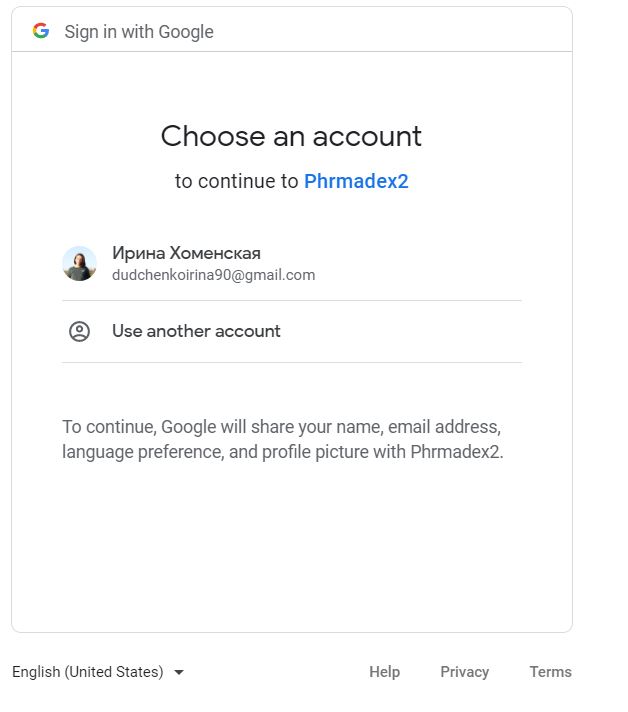 Sign in with Google
Choose an account
to continue to Phrmadex2
Ирина Хоменская
dudchenkoirina90@gmail.com
Use another account
To continue, Google will share your name, email address,
language preference, and profile picture with Phrmadex2.
English (United States)
Help
Privacy
Terms